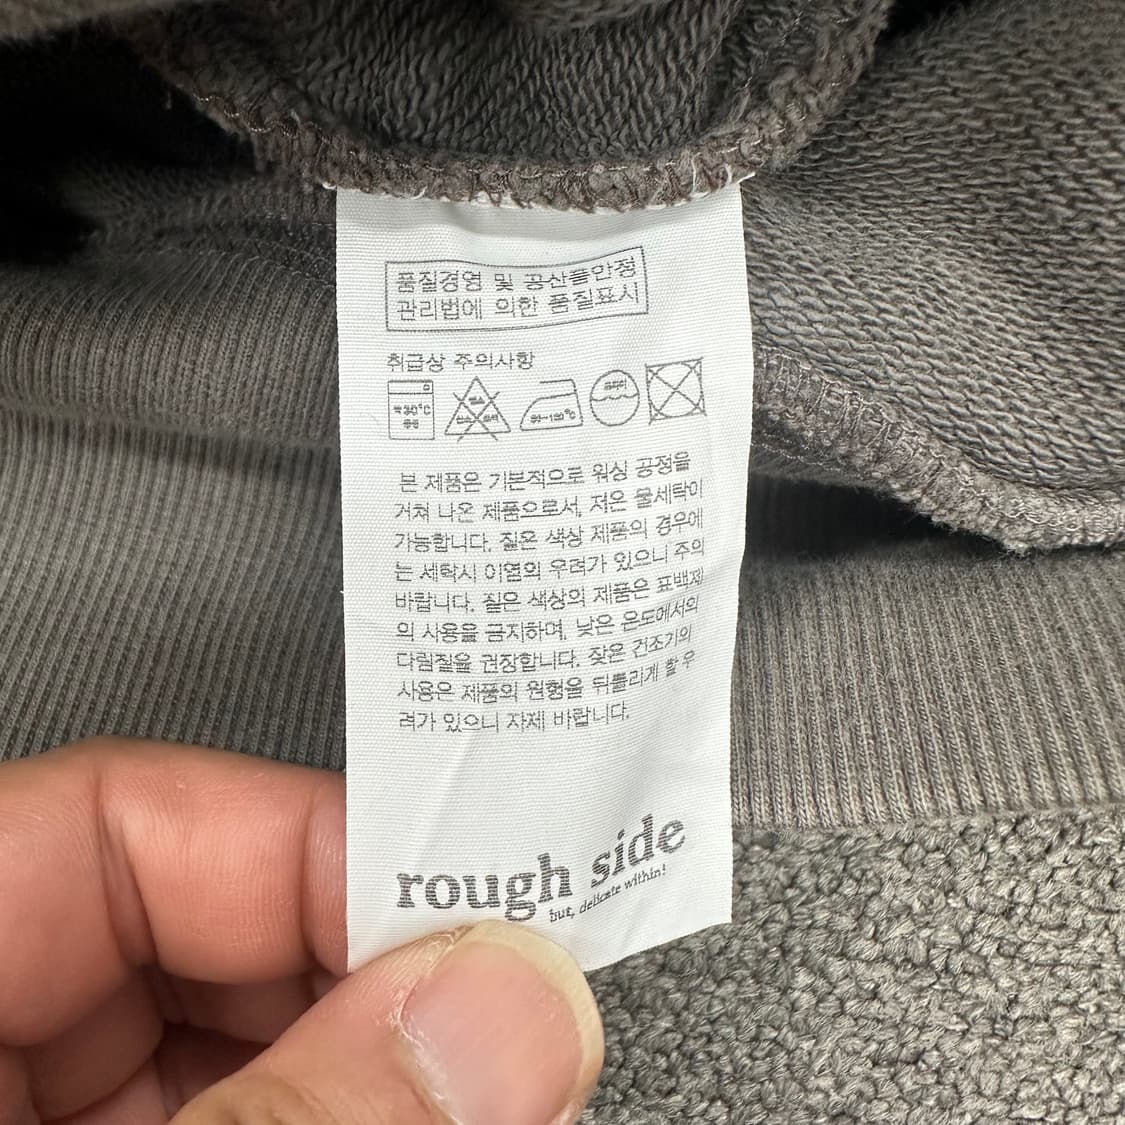 품질경영 및 공산품안정
관리법에 의한 품질표시
취급상 주의사항
본 제품은 기본적으로 워싱 공정을
거쳐 나온 제품으로서, 저온 물세탁이
가능합니다. 짙은 색상 제품의 경우에
는 세탁시 이염의 우려가 있으니 주의
바랍니다. 짙은 색상의 제품은 표백제
의 사용을 금지하며, 낮은 온도에서의
다림질을 권장합니다. 잦은 건조기의
사용은 제품의 원형을 뒤틀리게 할 우
려가 있으니 자제 바랍니다.
rough side
but, delicate within!